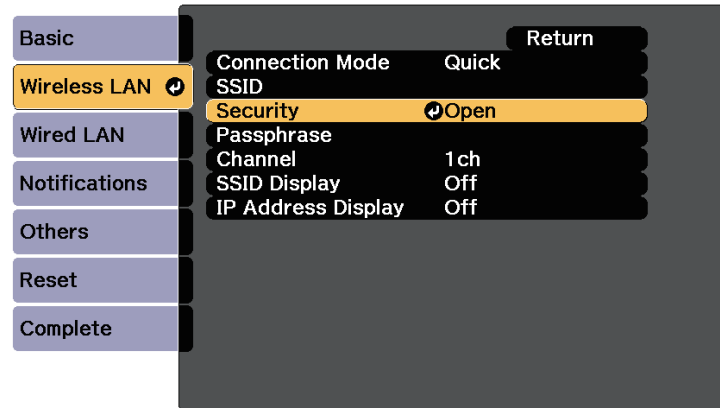 Basic
Wireless LAN
Wired LAN
Notifications
Others
Reset
Complete
Return
Connection Mode Quick
SSID
Security Open
Passphrase
Channel 1ch
SSID Display Off
IP Address Display Off